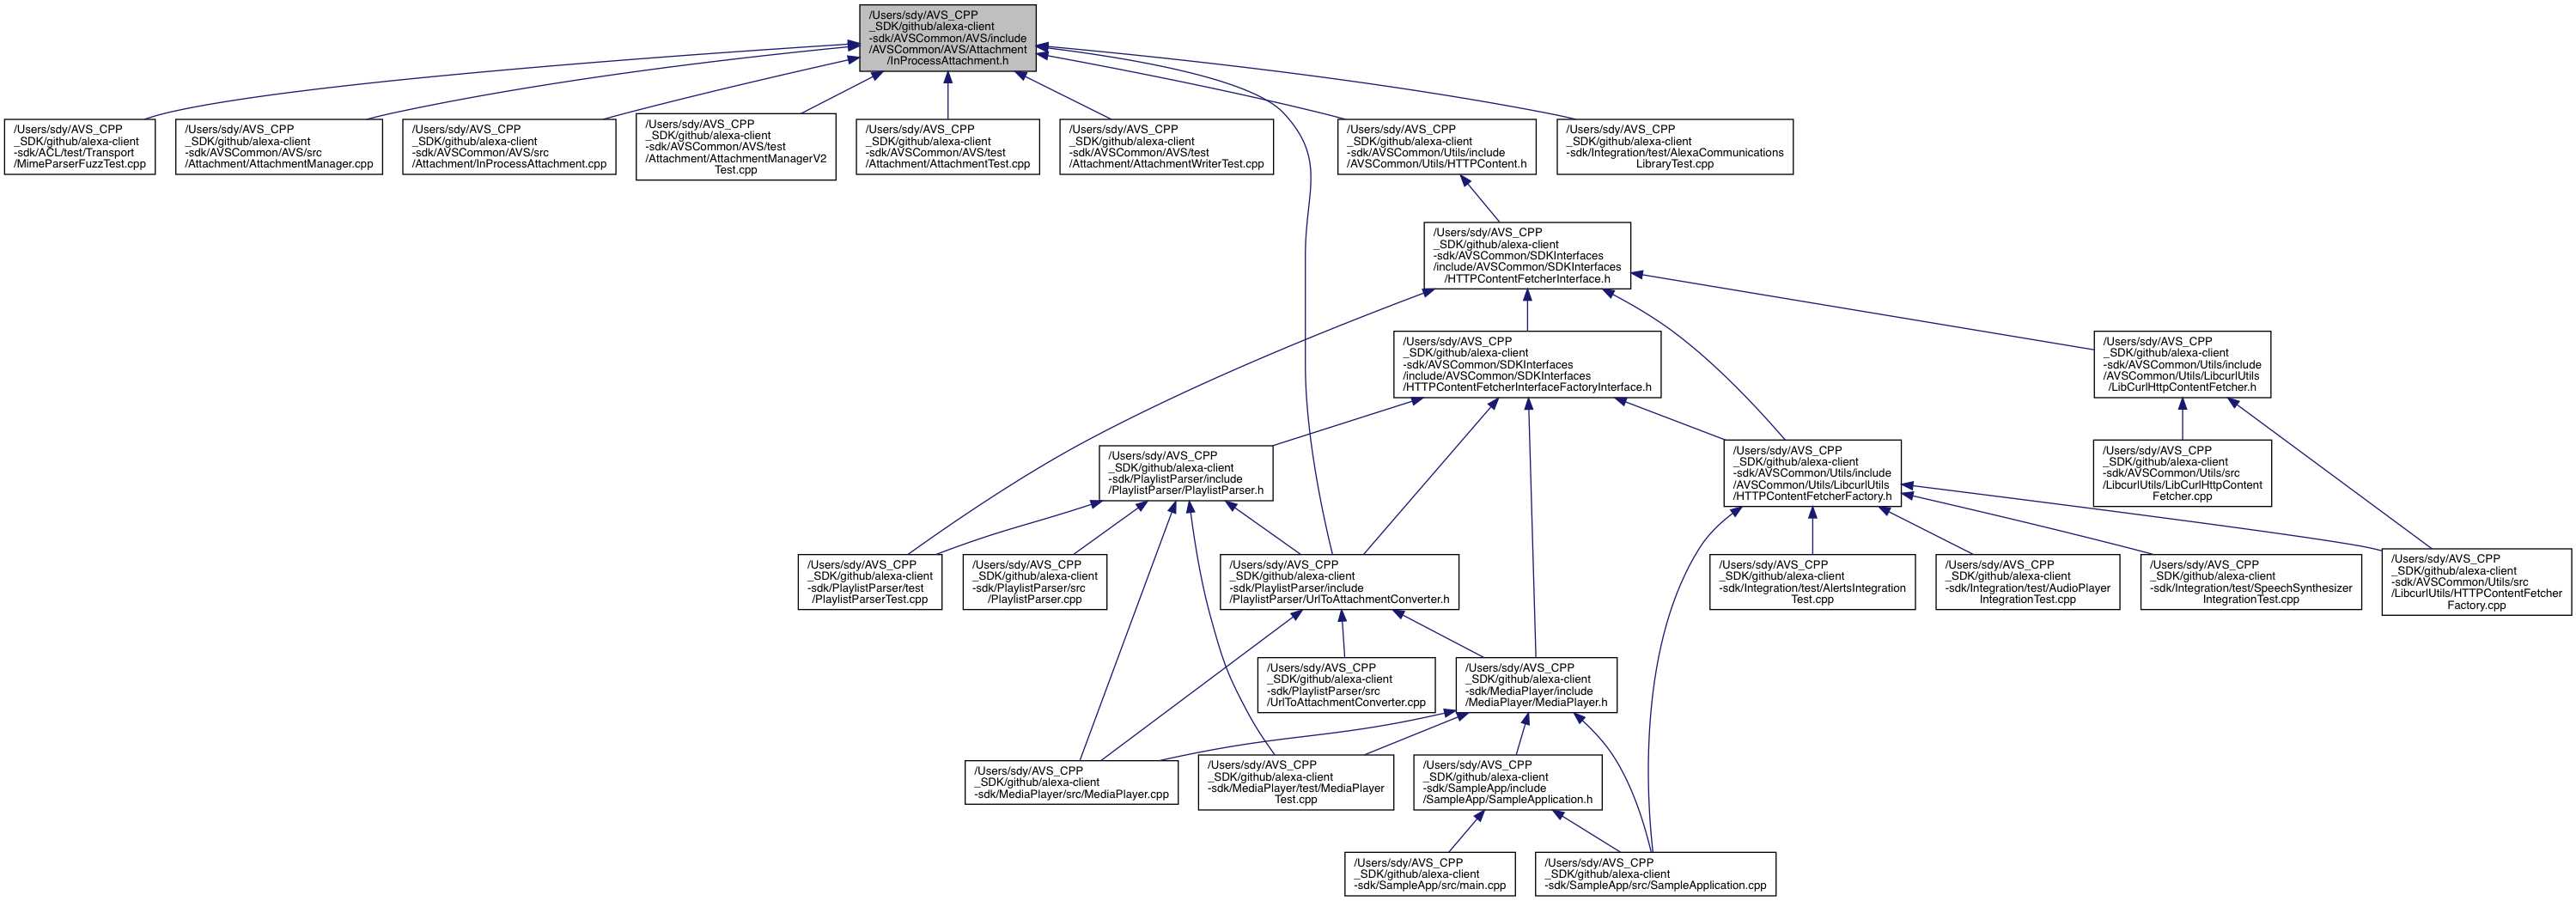 /Users/sdy/AVS_CPP
_SDK/github/alexa-client
-sdk/AVSCommon/AVS/include
/AVSCommon/AVS/Attachment
/InProcessAttachment.h
/Users/sdy/AVS_CPP
_SDK/github/alexa-client
-sdk/ACL/test/Transport
/MimeParserFuzzTest.cpp
/Users/sdy/AVS_CPP
_SDK/github/alexa-client
-sdk/AVSCommon/AVS/src
/Attachment/AttachmentManager.cpp
/Users/sdy/AVS_CPP
_SDK/github/alexa-client
-sdk/AVSCommon/AVS/src
/Attachment/InProcessAttachment.cpp
/Users/sdy/AVS_CPP
_SDK/github/alexa-client
-sdk/AVSCommon/AVS/test
/Attachment/AttachmentManagerV2
Test.cpp
/Users/sdy/AVS_CPP
_SDK/github/alexa-client
-sdk/AVSCommon/AVS/test
/Attachment/AttachmentTest.cpp
/Users/sdy/AVS_CPP
_SDK/github/alexa-client
-sdk/AVSCommon/AVS/test
/Attachment/AttachmentWriterTest.cpp
/Users/sdy/AVS_CPP
_SDK/github/alexa-client
-sdk/AVSCommon/Utils/include
/AVSCommon/Utils/HTTPContent.h
/Users/sdy/AVS_CPP
_SDK/github/alexa-client
-sdk/Integration/test/AlexaCommunications
LibraryTest.cpp
/Users/sdy/AVS_CPP
_SDK/github/alexa-client
-sdk/AVSCommon/SDKInterfaces
/include/AVSCommon/SDKInterfaces
/HTTPContentFetcherInterface.h
/Users/sdy/AVS_CPP
_SDK/github/alexa-client
-sdk/AVSCommon/SDKInterfaces
/include/AVSCommon/SDKInterfaces
/HTTPContentFetcherInterfaceFactoryInterface.h
/Users/sdy/AVS_CPP
_SDK/github/alexa-client
-sdk/AVSCommon/Utils/include
/AVSCommon/Utils/LibcurlUtils
/LibCurlHttpContentFetcher.h
/Users/sdy/AVS_CPP
_SDK/github/alexa-client
-sdk/PlaylistParser/include
/PlaylistParser/PlaylistParser.h
/Users/sdy/AVS_CPP
_SDK/github/alexa-client
-sdk/AVSCommon/Utils/include
/AVSCommon/Utils/LibcurlUtils
/HTTPContentFetcherFactory.h
/Users/sdy/AVS_CPP
_SDK/github/alexa-client
-sdk/AVSCommon/Utils/src
/LibcurlUtils/LibCurlHttpContent
Fetcher.cpp
/Users/sdy/AVS_CPP
_SDK/github/alexa-client
-sdk/PlaylistParser/test
/PlaylistParserTest.cpp
/Users/sdy/AVS_CPP
_SDK/github/alexa-client
-sdk/PlaylistParser/src
/PlaylistParser.cpp
/Users/sdy/AVS_CPP
_SDK/github/alexa-client
-sdk/PlaylistParser/include
/PlaylistParser/UrlToAttachmentConverter.h
/Users/sdy/AVS_CPP
_SDK/github/alexa-client
-sdk/Integration/test/AlertsIntegration
Test.cpp
/Users/sdy/AVS_CPP
_SDK/github/alexa-client
-sdk/Integration/test/AudioPlayer
IntegrationTest.cpp
/Users/sdy/AVS_CPP
_SDK/github/alexa-client
-sdk/Integration/test/SpeechSynthesizer
IntegrationTest.cpp
/Users/sdy/AVS_CPP
_SDK/github/alexa-client
-sdk/AVSCommon/Utils/src
/LibcurlUtils/HTTPContentFetcher
Factory.cpp
/Users/sdy/AVS_CPP
_SDK/github/alexa-client
-sdk/PlaylistParser/src
/UrlToAttachmentConverter.cpp
/Users/sdy/AVS_CPP
_SDK/github/alexa-client
-sdk/MediaPlayer/include
/MediaPlayer/MediaPlayer.h
/Users/sdy/AVS_CPP
_SDK/github/alexa-client
-sdk/MediaPlayer/src/MediaPlayer.cpp
/Users/sdy/AVS_CPP
_SDK/github/alexa-client
-sdk/MediaPlayer/test/MediaPlayer
Test.cpp
/Users/sdy/AVS_CPP
_SDK/github/alexa-client
-sdk/SampleApp/include
/SampleApp/SampleApplication.h
/Users/sdy/AVS_CPP
_SDK/github/alexa-client
-sdk/SampleApp/src/main.cpp
/Users/sdy/AVS_CPP
_SDK/github/alexa-client
-sdk/SampleApp/src/SampleApplication.cpp